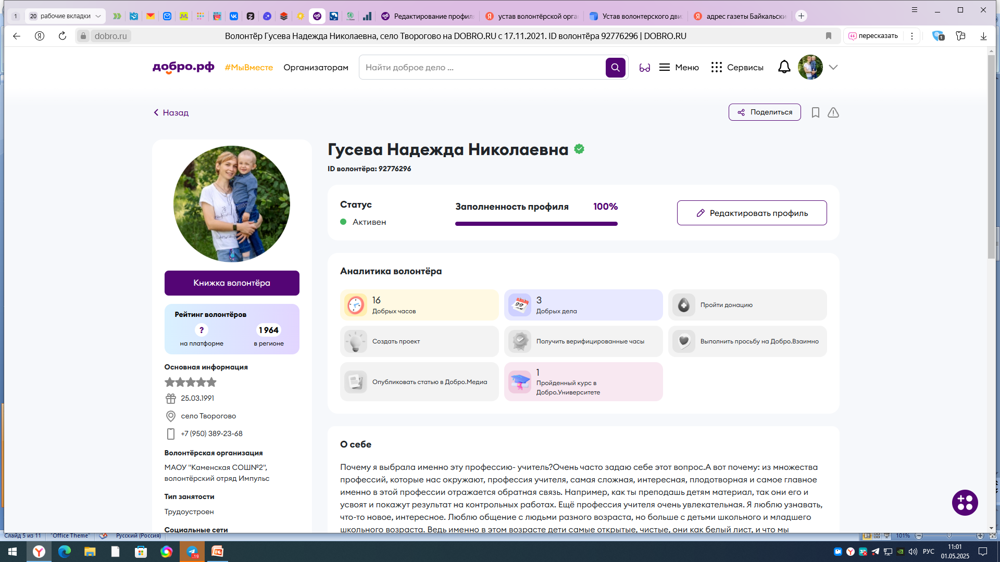 1
20 рабочие вкладки
Редактирование профил
устав волонтёрской орга
Устав волонтерского дви
адрес газеты Байкальски
dobro.ru
Волонтёр Гусева Надежда Николаевна, село Творогово на DOBRO.RU с 17.11.2021. ID волонтёра 92776296 | DOBRO.RU
пересказать
1
добро.рф
#МыВместе
Организаторам
Найти доброе дело ...
Меню
Сервисы
Назад
Поделиться
Гусева Надежда Николаевна
ID волонтёра: 92776296
Статус
Активен
Заполненность профиля 100%
Редактировать профиль
Книжка волонтёра
Рейтинг волонтёров
? 1 964
на платформе в регионе
Основная информация
25.03.1991
село Творогово
+7 (950) 389-23-68
Волонтёрская организация
МАОУ "Каменская СОШ№2",
волонтёрский отряд Импульс
Тип занятости
Трудоустроен
Социальные сети
Аналитика волонтёра
16
Добрых часов
22
3
Добрых дела
Пройти донацию
Создать проект
Получить верифицированные часы
Выполнить просьбу на Добро.Взаимно
Опубликовать статью в Добро.Медиа
1
Пройденный курс в
Добро.Университете
О себе
Почему я выбрала именно эту профессию- учитель?Очень часто задаю себе этот вопрос.А вот почему: из множества
профессий, которые нас окружают, профессия учителя, самая сложная, интересная, плодотворная и самое главное
именно в этой профессии отражается обратная связь. Например, как ты преподашь детям материал, так они его и
усвоят и покажут результат на контрольных работах. Ещё профессия учителя очень увлекательная. Я люблю узнавать,
что-то новое, интересное. Люблю общение с людьми разного возраста, но больше с детьми школьного и младшего
школьного возраста. Ведь именно в этом возрасте дети самые открытые, чистые, они как белый лист, и что мы
Слайд 5 из 11
"Office Theme"
Русский (Россия)
101%
19
РУС
11:01
01.05.2025